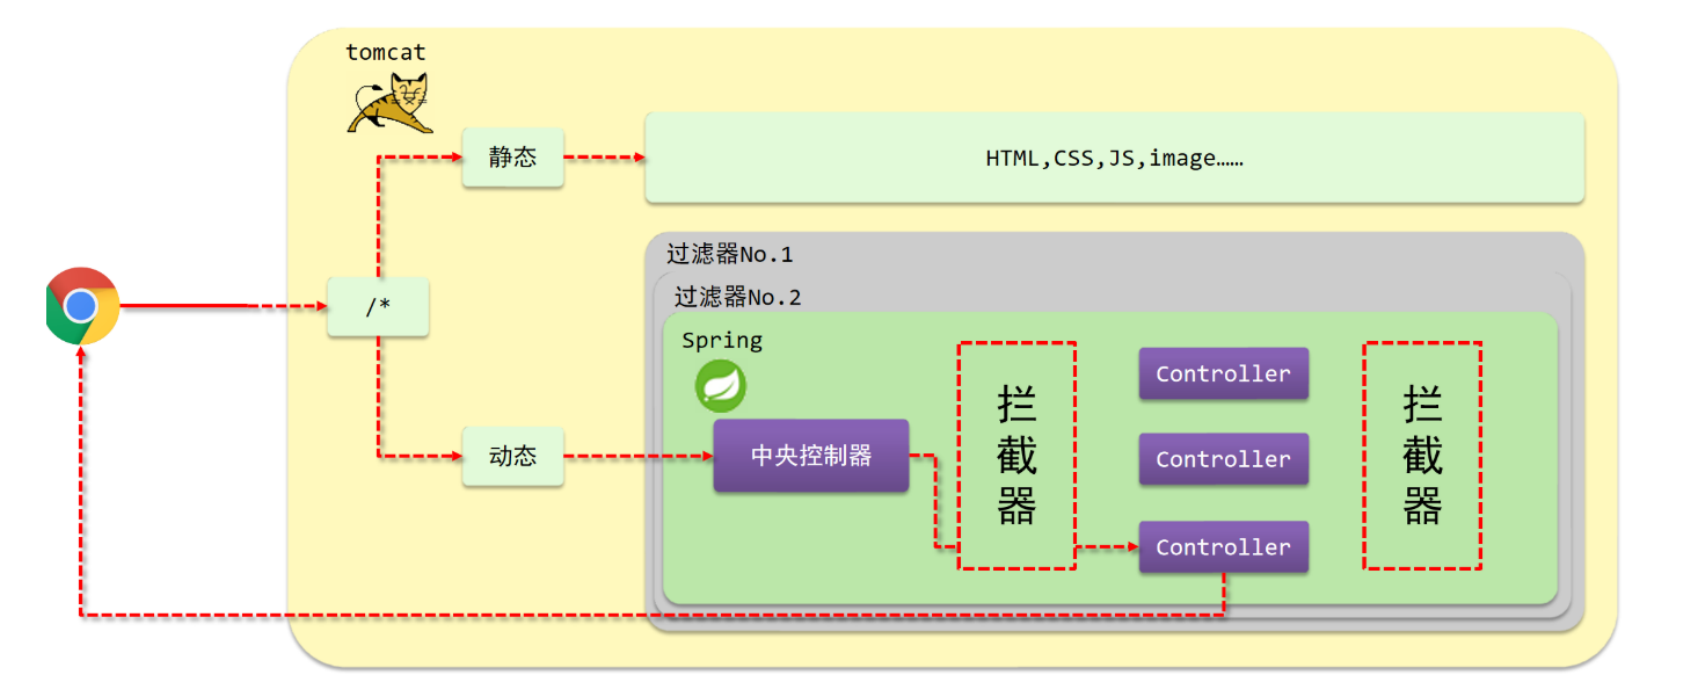 tomcat
静态
HTML,CSS,JS,image……
/*
动态
过滤器No.1
过滤器No.2
Spring
中央控制器
拦
截
器
Controller
Controller
Controller
拦
截
器